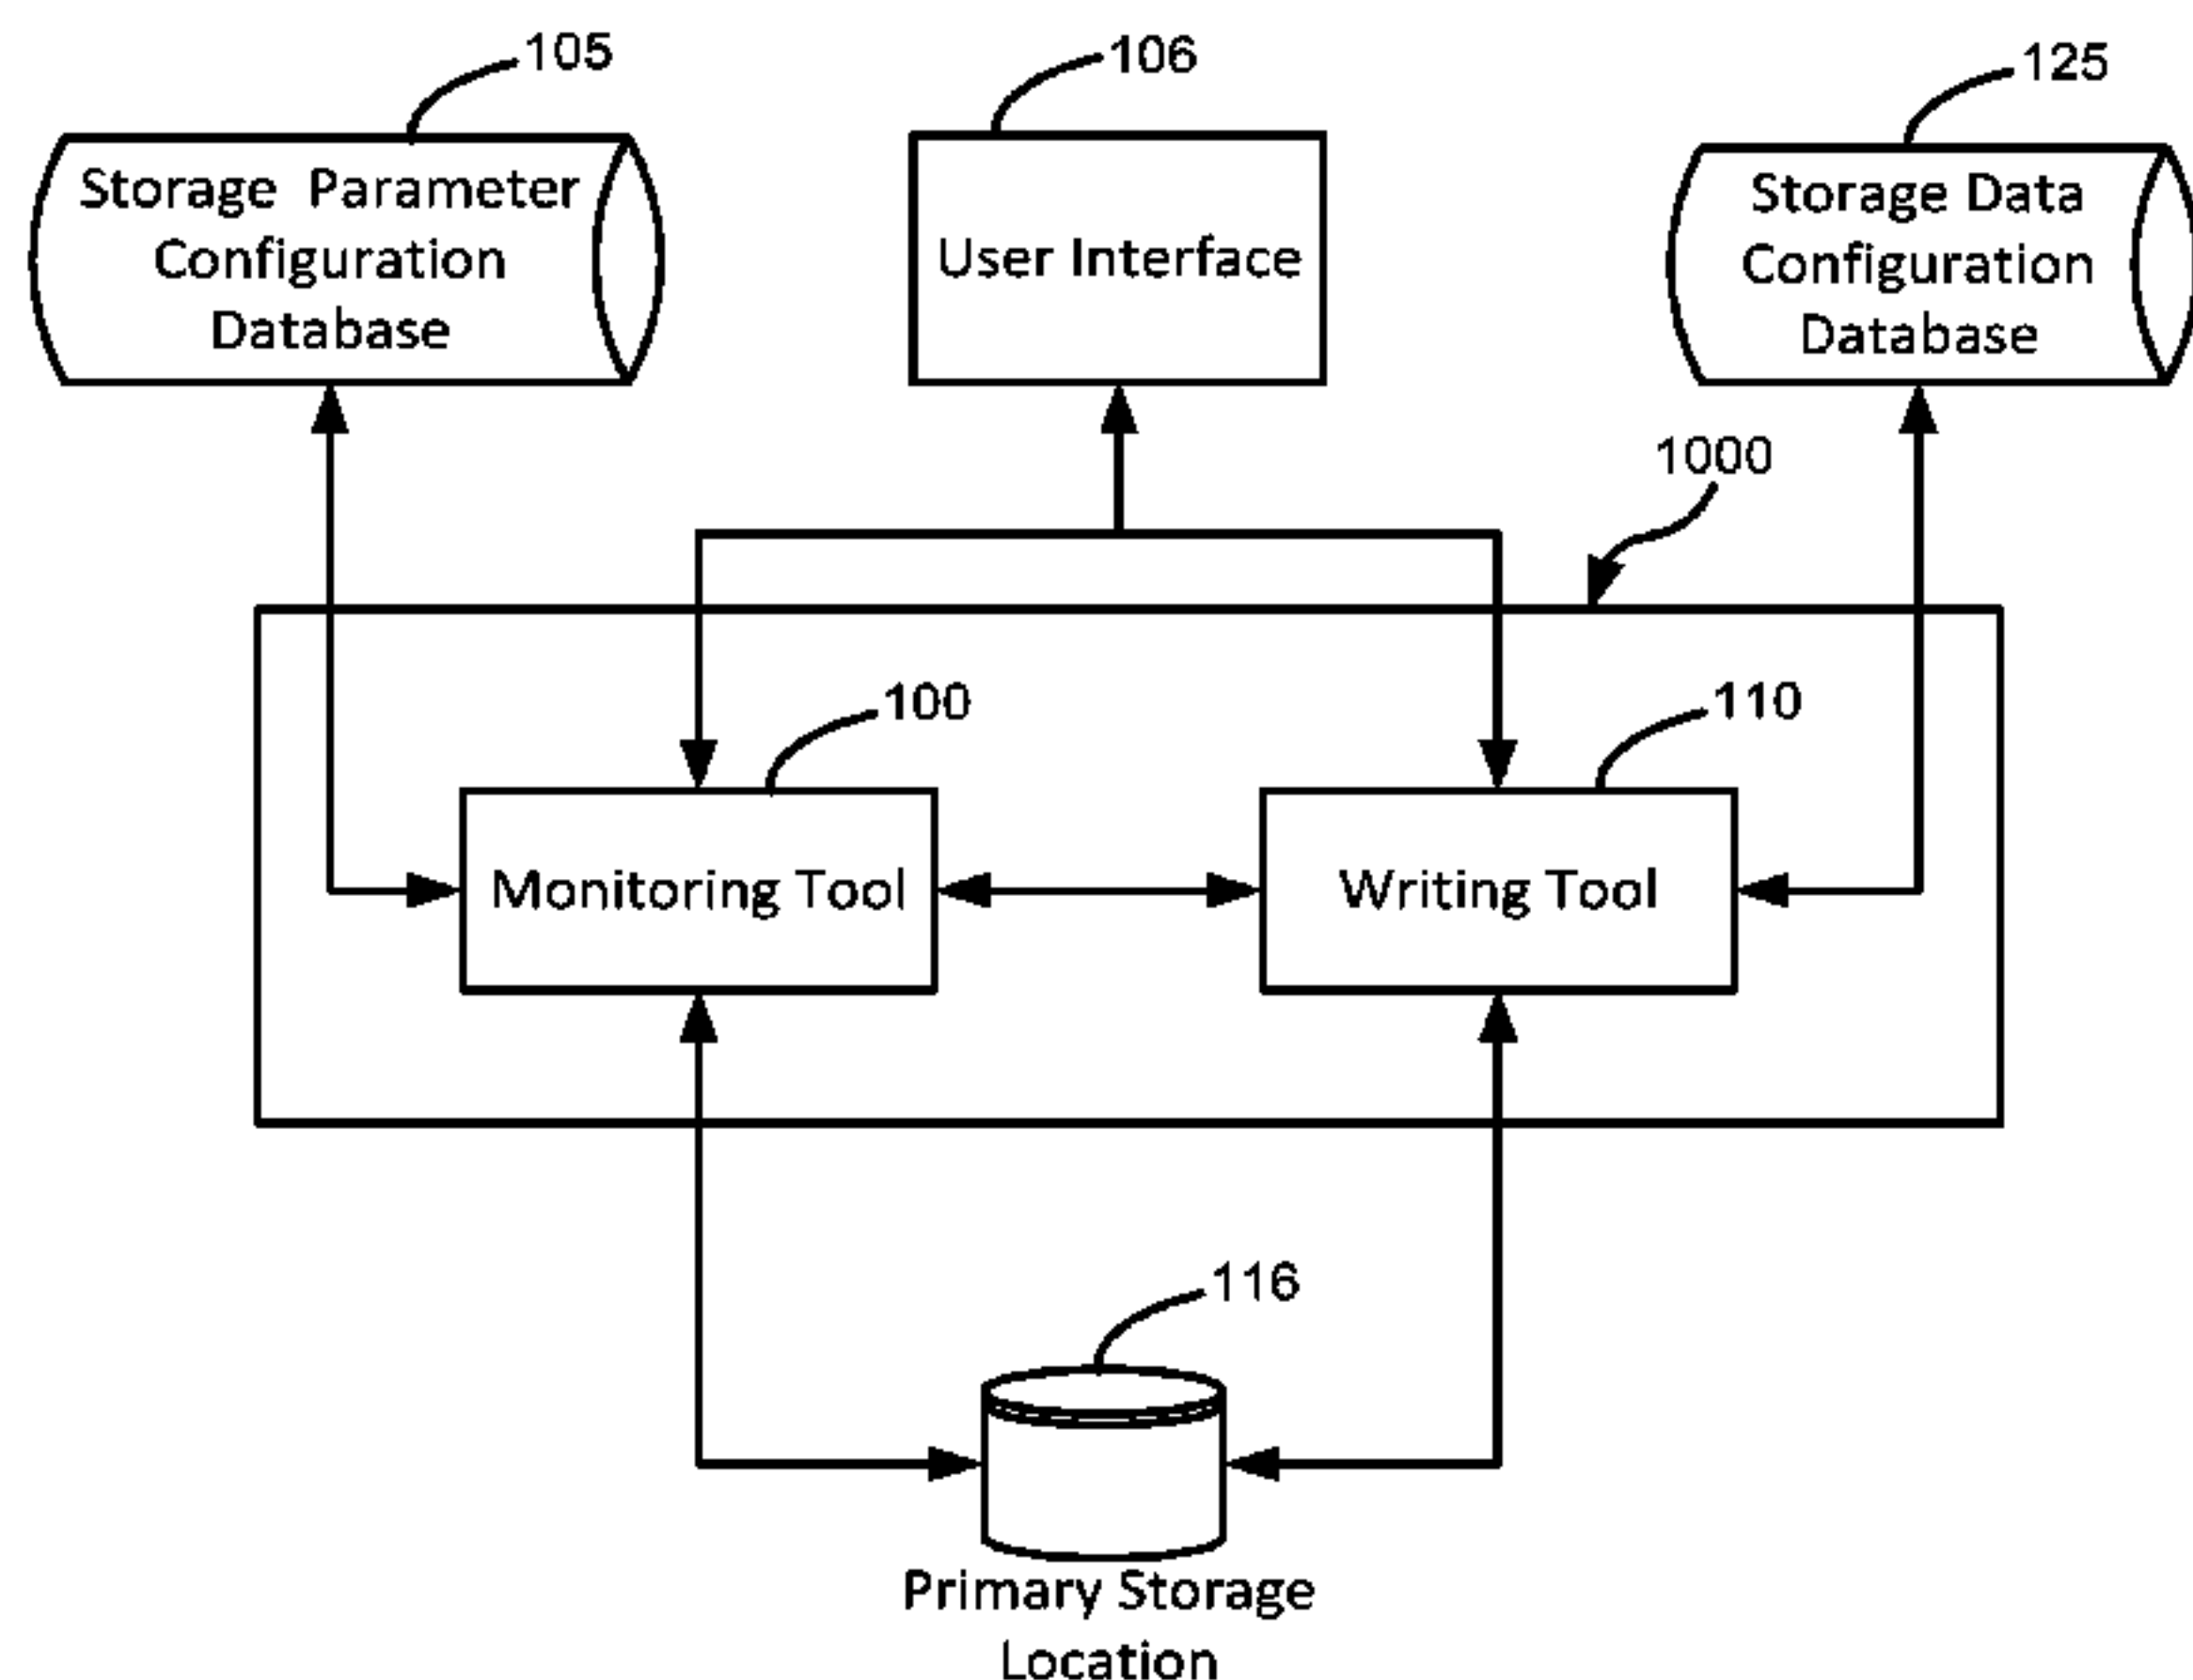 105
106
125
Storage Parameter
Configuration
Database
User Interface
Storage Data
Configuration
Database
1000
100
110
Monitoring Tool
Writing Tool
116
Primary Storage
Location